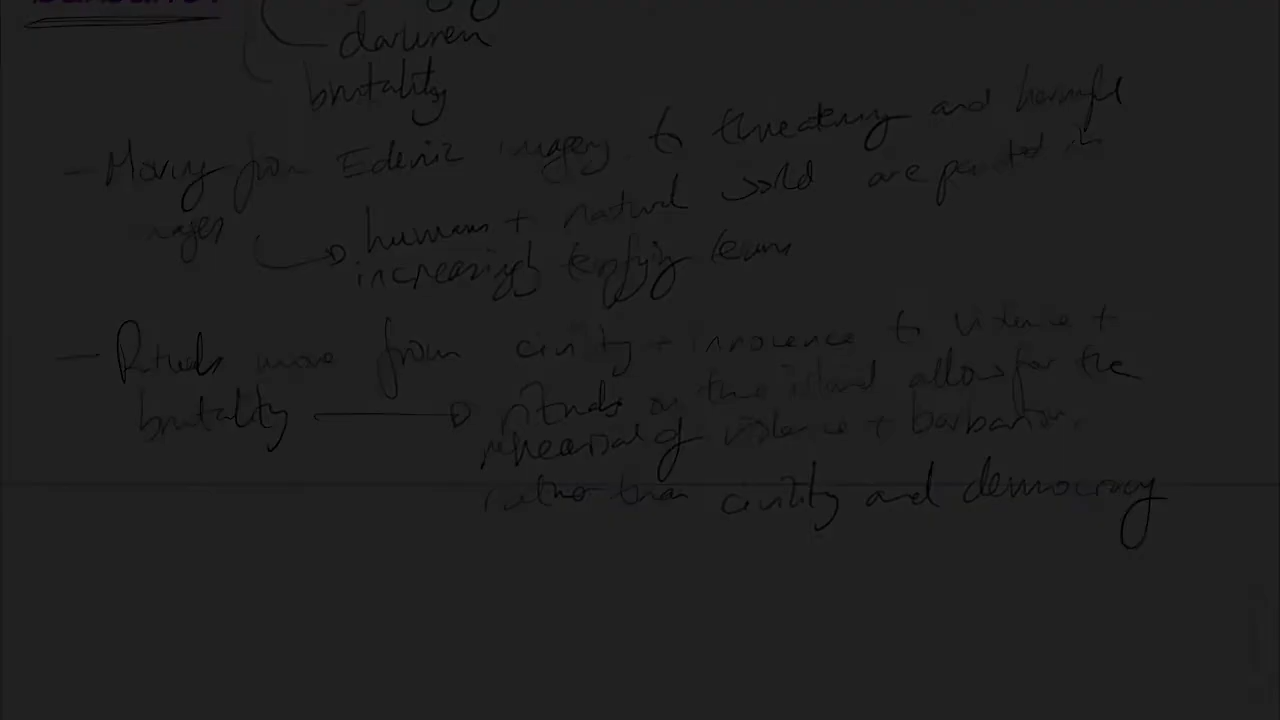 darkness
brutality
- Moving from Edenic imagery to threatening and harmful
images
humans + natural world are painted in
increasingly terrifying terms
- Rituals move from civility + innocence to violence +
brutality → rituals on the island allow for the
rehearsal of violence + barbarism
rather than civility and democracy